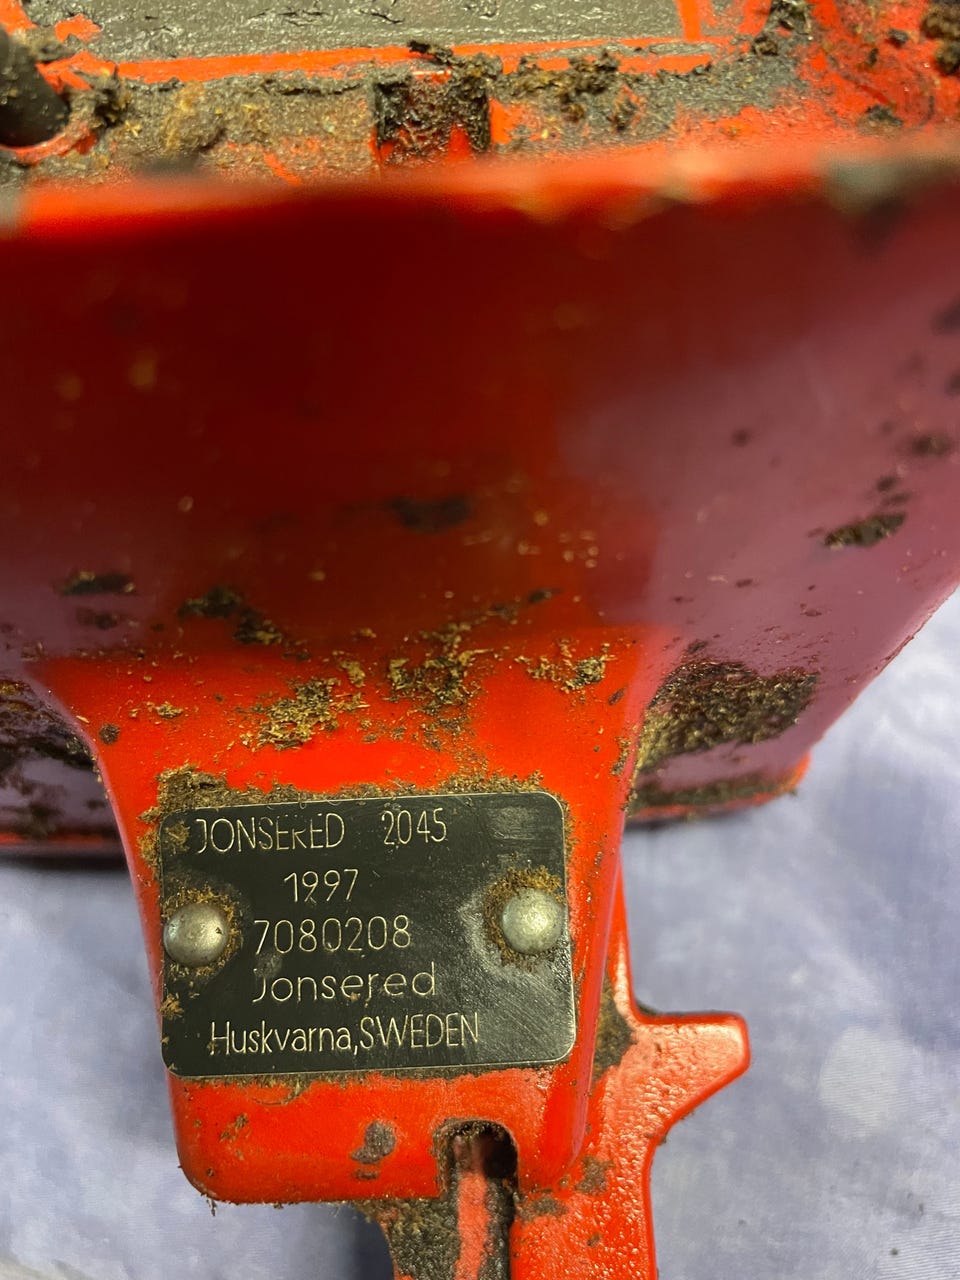 JONSERED 2045
1997
7080208
Jonsered
Huskvarna,SWEDEN